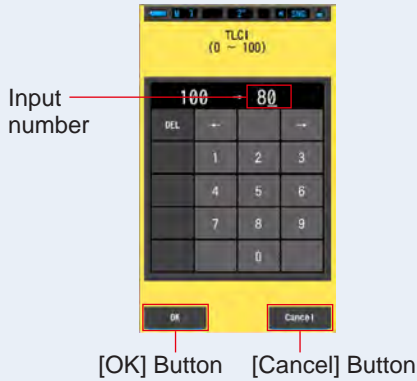 TLCI
(0 ~ 100)
Input number
100 → 80
DEL ← →
1 2 3
4 5 6
7 8 9
0
OK Cancel
[OK] Button [Cancel] Button